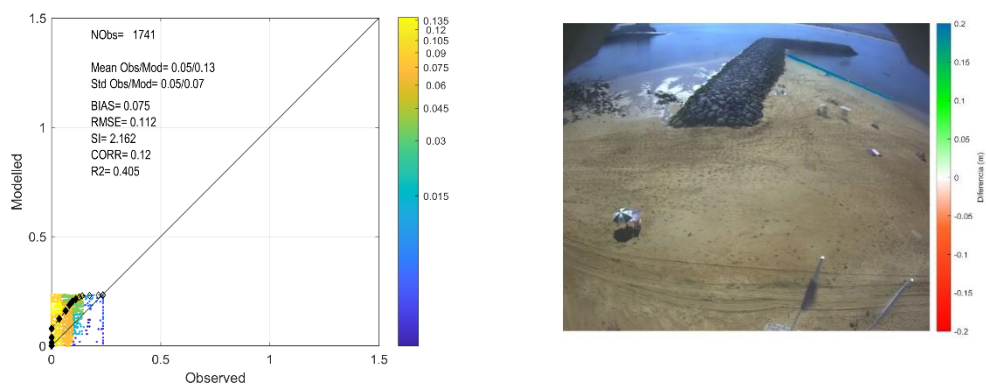 NObs= 1741
Mean Obs/Mod= 0.05/0.13
Std Obs/Mod= 0.05/0.07
BIAS= 0.075
RMSE= 0.112
SI= 2.162
CORR= 0.12
R2= 0.405
1.5
1
0.5
0
Modelled
0
0.5
1
1.5
Observed
0.135
0.12
0.105
0.09
0.075
0.06
0.045
0.03
0.015
0.2
0.15
0.1
0.05
0
-0.05
-0.1
-0.15
-0.2
Diferencia (m)